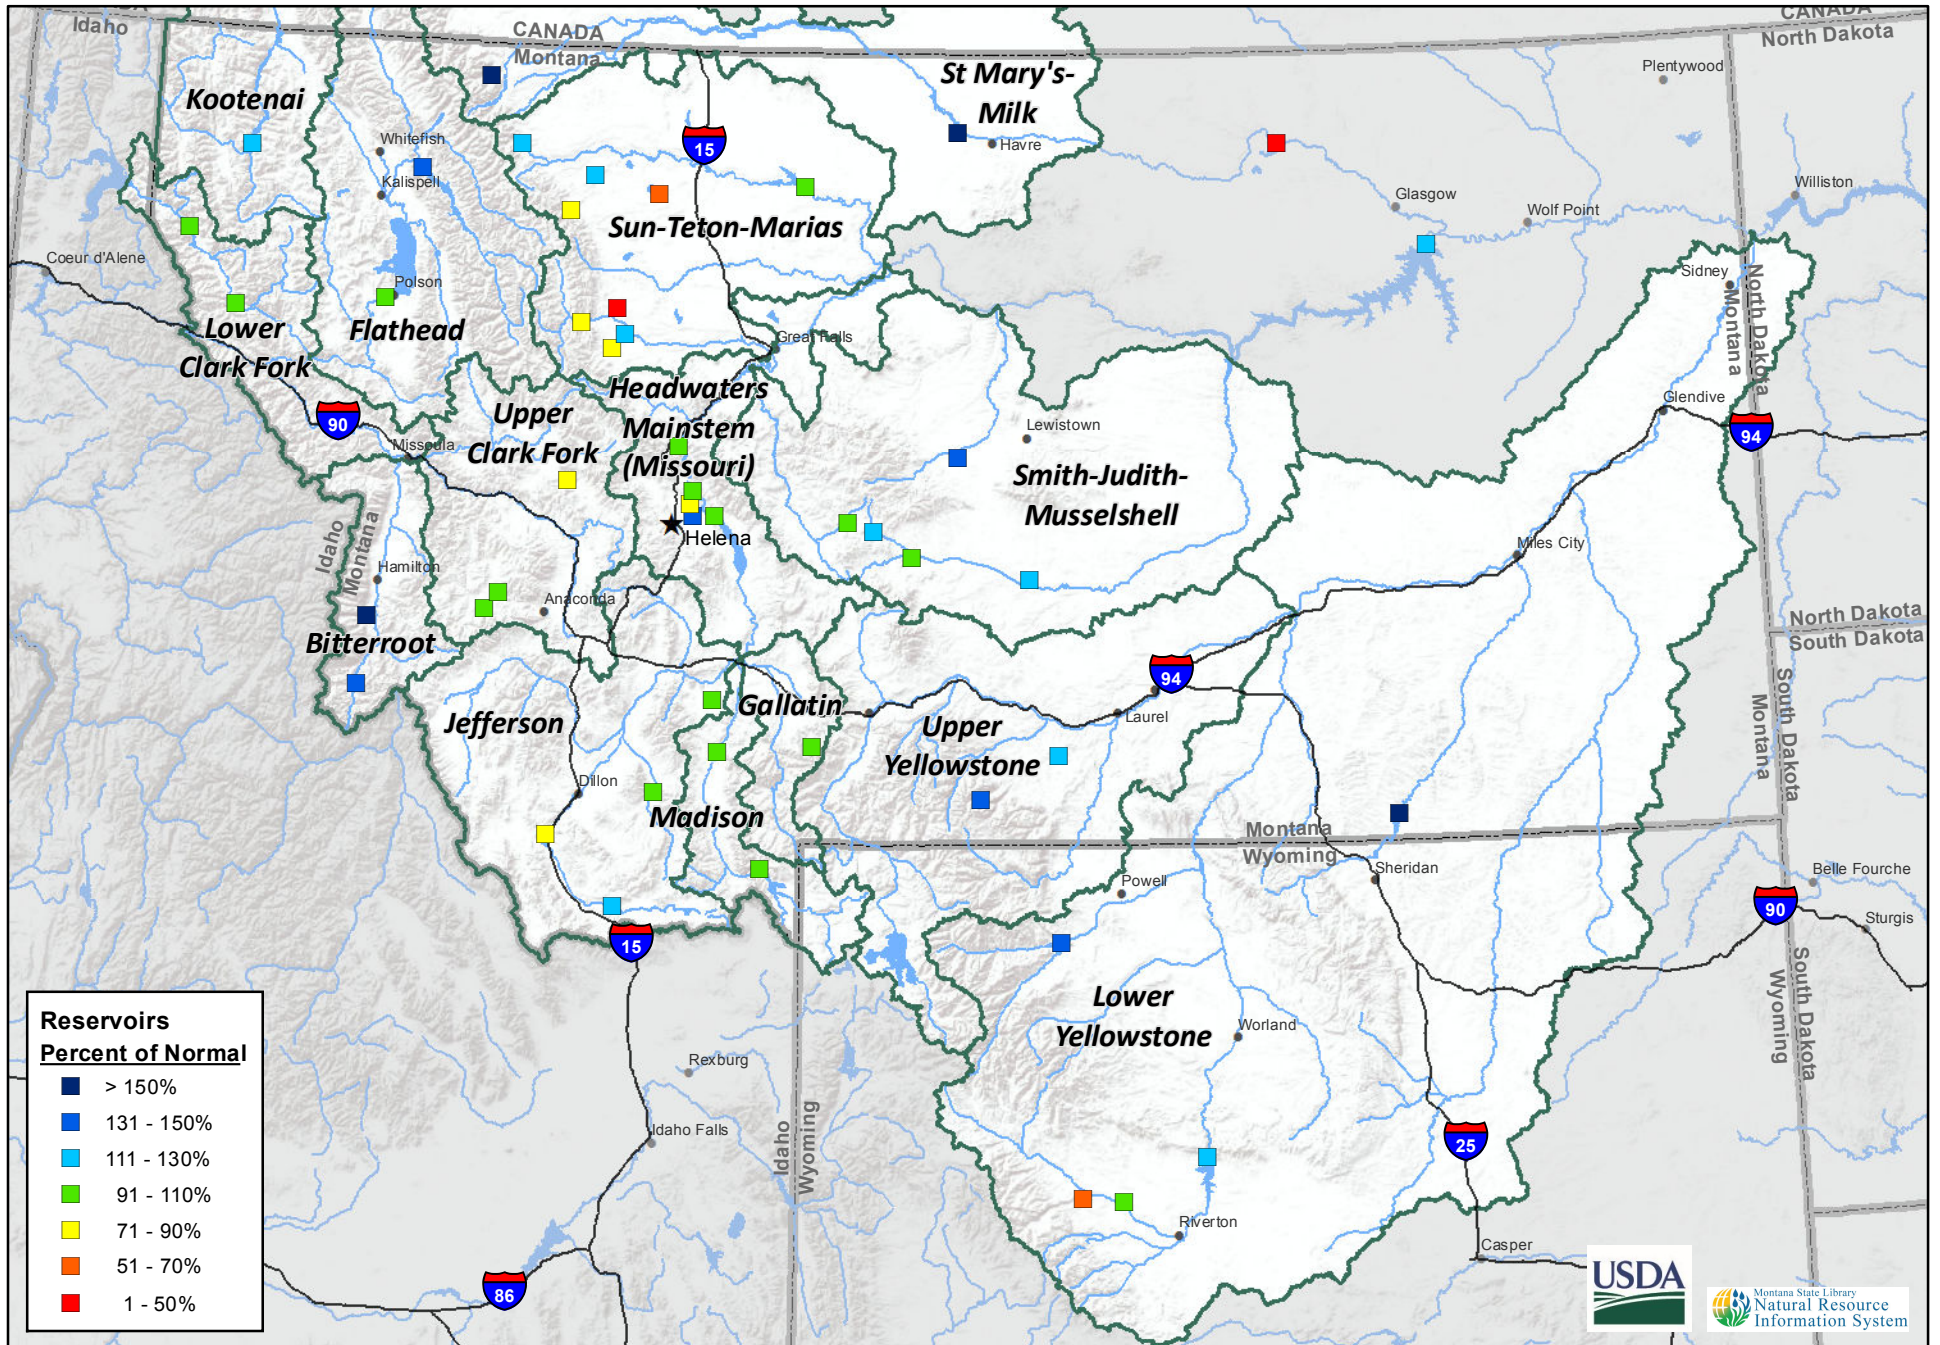 CANADA
Idaho
CANADA
Montana
CANADA
North Dakota
Plentywood
St Mary's-
Milk
Kootenai
Whitefish
Kalispell
15
Havre
Glasgow
Wolf Point
Williston
Sun-Teton-Marias
Coeur d'Alene
Polson
Sidney
Montana
North Dakota
Lower
Clark Fork
Flathead
Great Falls
Headwaters
Mainstem
(Missouri)
Upper
Clark Fork
90
Missoula
Lewistown
Glendive
94
Smith-Judith-
Musselshell
Helena
Idaho
Montana
Hamilton
Anaconda
Miles City
Bitterroot
North Dakota
South Dakota
94
Jefferson
Gallatin
Laurel
Upper
Yellowstone
South Dakota
Montana
Dillon
Madison
Montana
Wyoming
Powell
Sheridan
Belle Fourche
90
Sturgis
15
Lower
Yellowstone
Worland
South Dakota
Wyoming
Rexburg
Idaho Falls
Idaho
Wyoming
25
Riverton
Casper
86
Reservoirs
Percent of Normal
> 150%
131 - 150%
111 - 130%
91 - 110%
71 - 90%
51 - 70%
1 - 50%
USDA
Montana State Library
Natural Resource
Information System